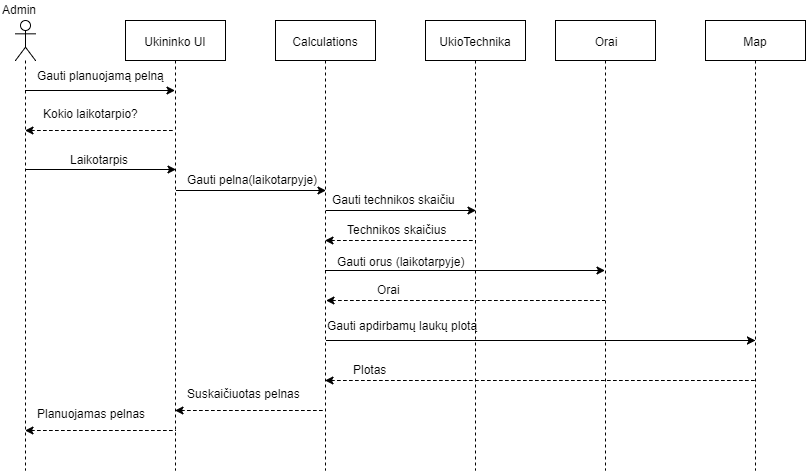 Admin
Ukininko UI
Calculations
UkioTechnika
Orai
Map
Gauti planuojamą pelną
Kokio laikotarpio?
Laikotarpis
Gauti pelna(laikotarpyje)
Gauti technikos skaičiu
Technikos skaičius
Gauti orus (laikotarpyje)
Orai
Gauti apdirbamų laukų plotą
Plotas
Suskaičiuotas pelnas
Planuojamas pelnas